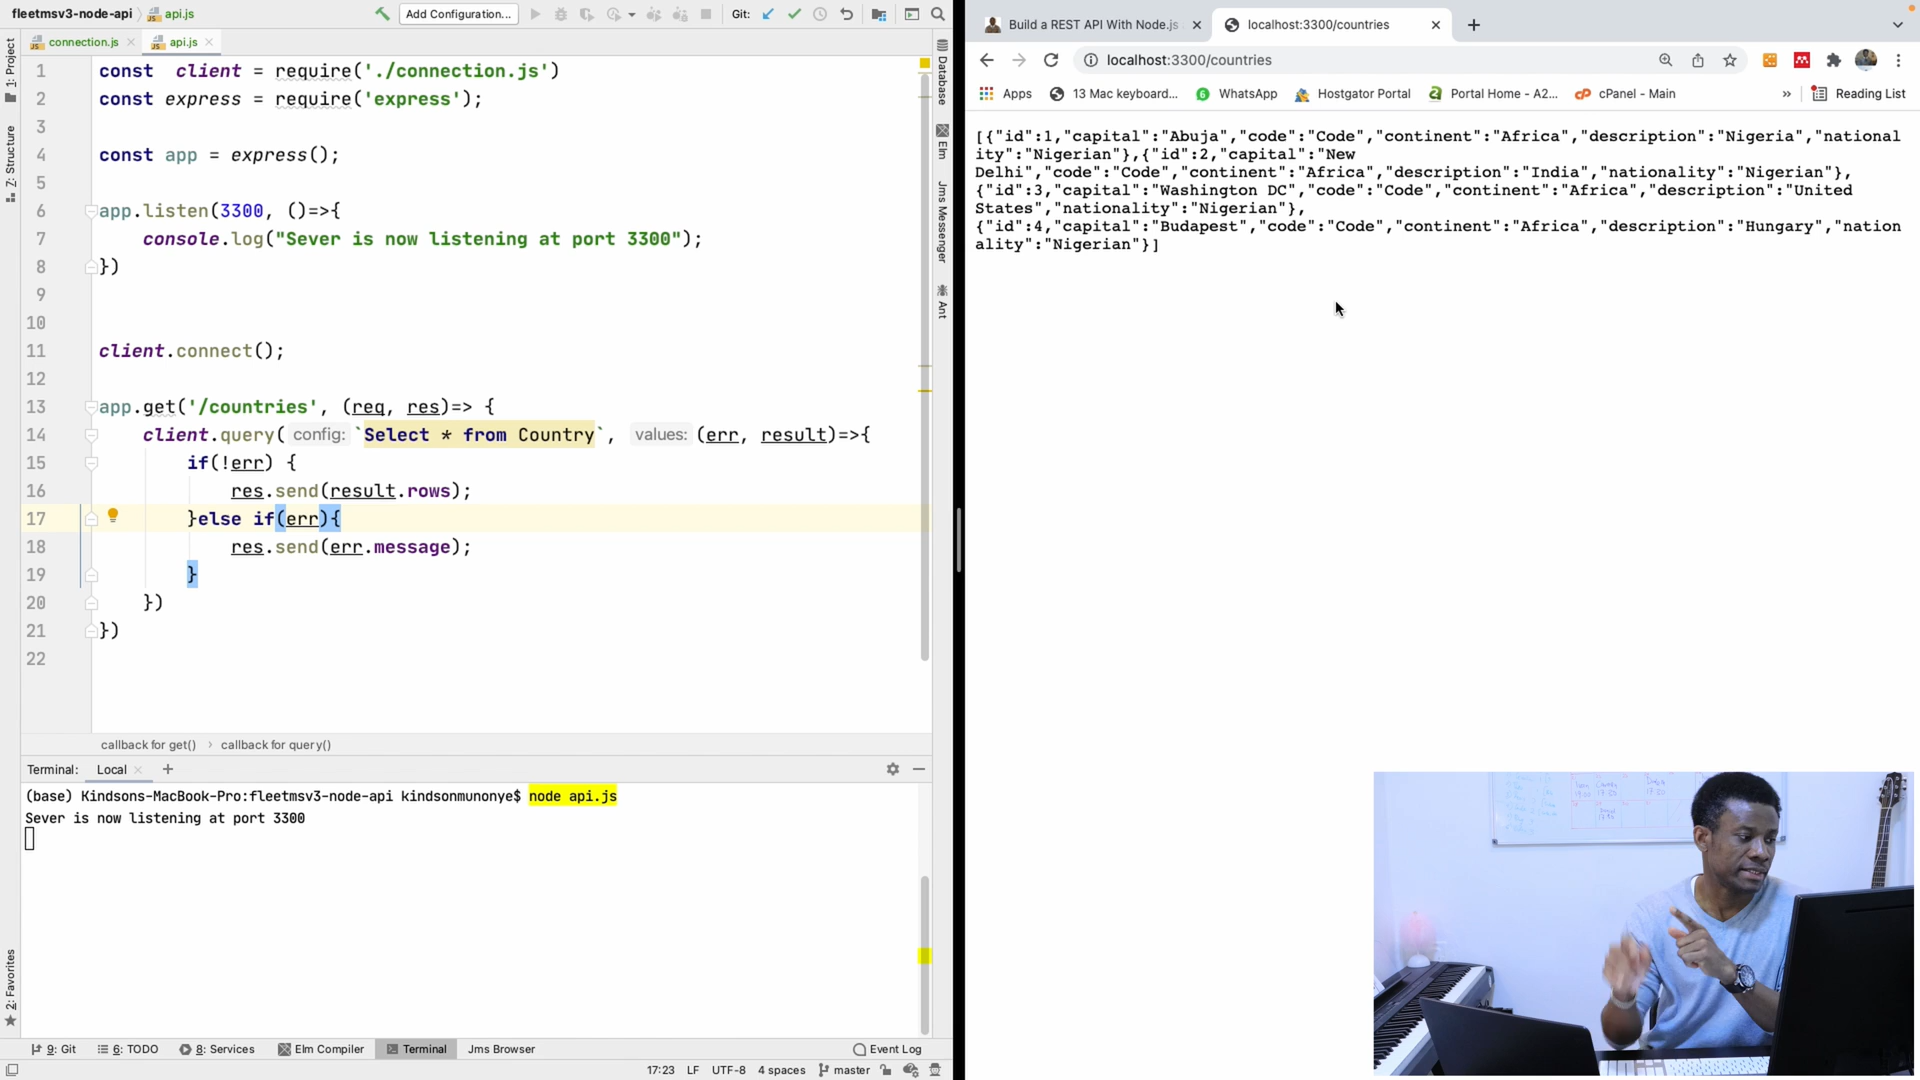 fleetmsv3-node-api
api.js
Add Configuration...
Git:
connection.js
api.js
1: Project
Z: Structure
2: Favorites
Database
Elm
Jms Messenger
Ant
1 const client = require('./connection.js')
2 const express = require('express');
3
4 const app = express();
5
6 app.listen(3300, ()=>{
7 console.log("Sever is now listening at port 3300");
8 })
9
10
11 client.connect();
12
13 app.get('/countries', (req, res)=> {
14 client.query( config: `Select * from Country`, values: (err, result)=>{
15 if(!err) {
16 res.send(result.rows);
17 }else if(err){
18 res.send(err.message);
19 }
20 })
21 })
22
callback for get() › callback for query()
Terminal: Local +
(base) Kindsons-MacBook-Pro:fleetmsv3-node-api kindsonmunonye$ node api.js
Sever is now listening at port 3300
9: Git 6: TODO 8: Services Elm Compiler Terminal Jms Browser Event Log
17:23 LF UTF-8 4 spaces master
Build a REST API With Node.js
localhost:3300/countries
localhost:3300/countries
Apps 13 Mac keyboard... WhatsApp Hostgator Portal Portal Home - A2... cPanel - Main » Reading List
[{"id":1,"capital":"Abuja","code":"Code","continent":"Africa","description":"Nigeria","national
ity":"Nigerian"},{"id":2,"capital":"New
Delhi","code":"Code","continent":"Africa","description":"India","nationality":"Nigerian"},
{"id":3,"capital":"Washington DC","code":"Code","continent":"Africa","description":"United
States","nationality":"Nigerian"},
{"id":4,"capital":"Budapest","code":"Code","continent":"Africa","description":"Hungary","nation
ality":"Nigerian"}]